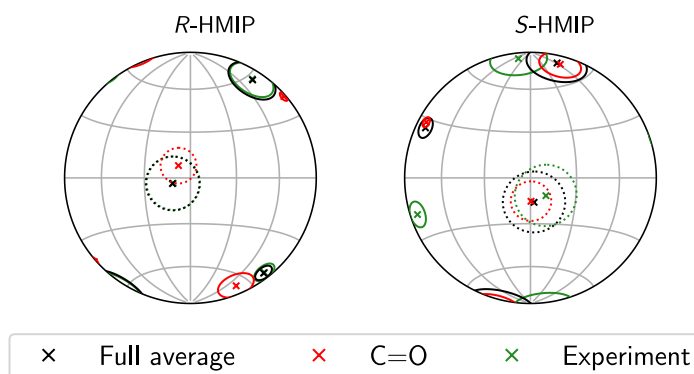 R-HMIP
S-HMIP
× Full average × C=O × Experiment